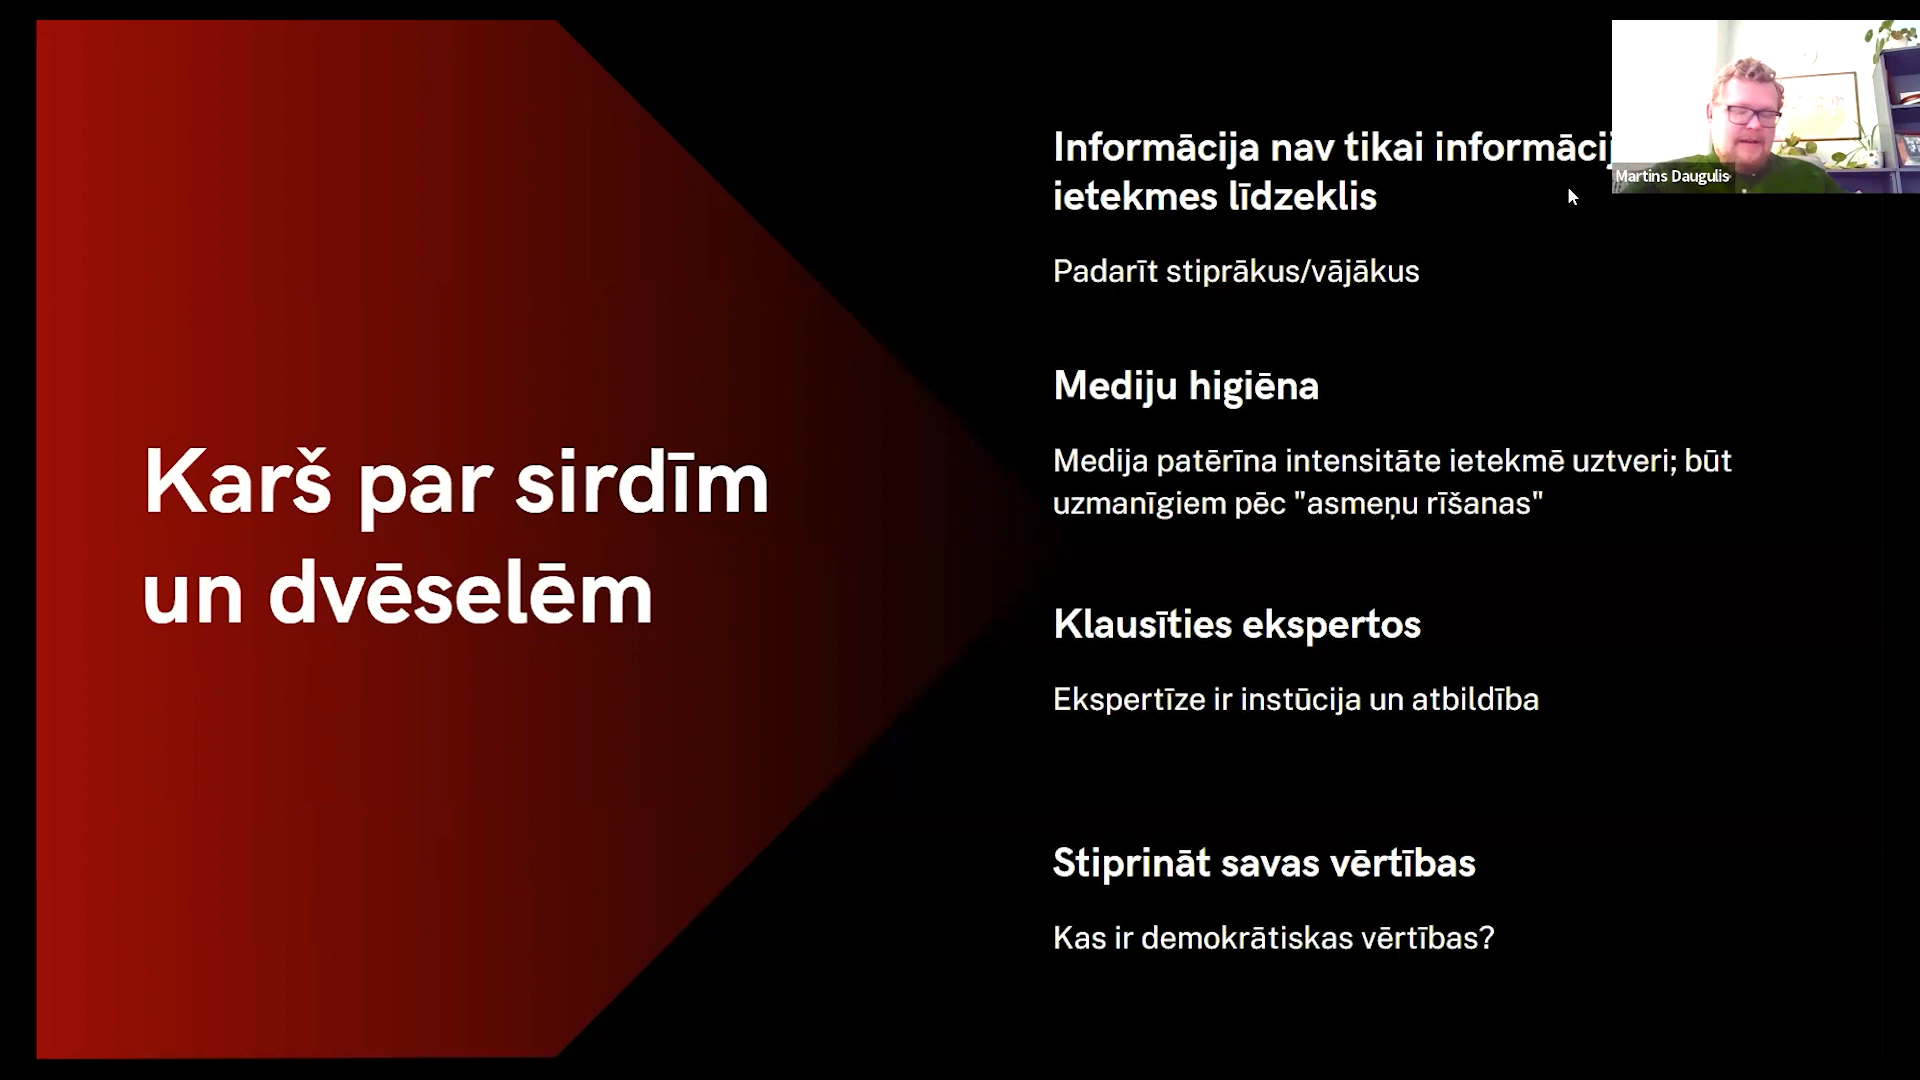 Karš par sirdīm
un dvēselēm
Informācija nav tikai
ietekmes līdzeklis
Padarīt stiprākus/vājākus
Mediju higiēna
Medija patērīna intensitāte ietekmē uztveri; būt
uzmanīgiem pēc "asmeņu rīšanas"
Klausīties ekspertos
Ekspertīze ir instūcija un atbildība
Stiprināt savas vērtības
Kas ir demokrātiskas vērtības?
Martins Daugulis